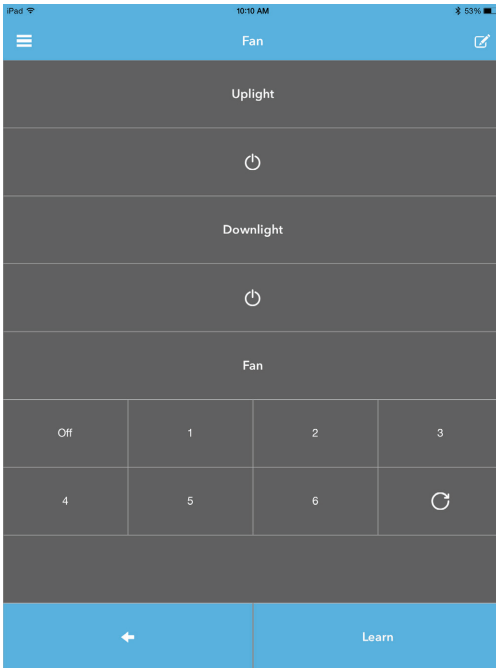 iPad 10:10 AM 53%
Fan
Uplight
Downlight
Fan
Off 1 2 3
4 5 6
Learn